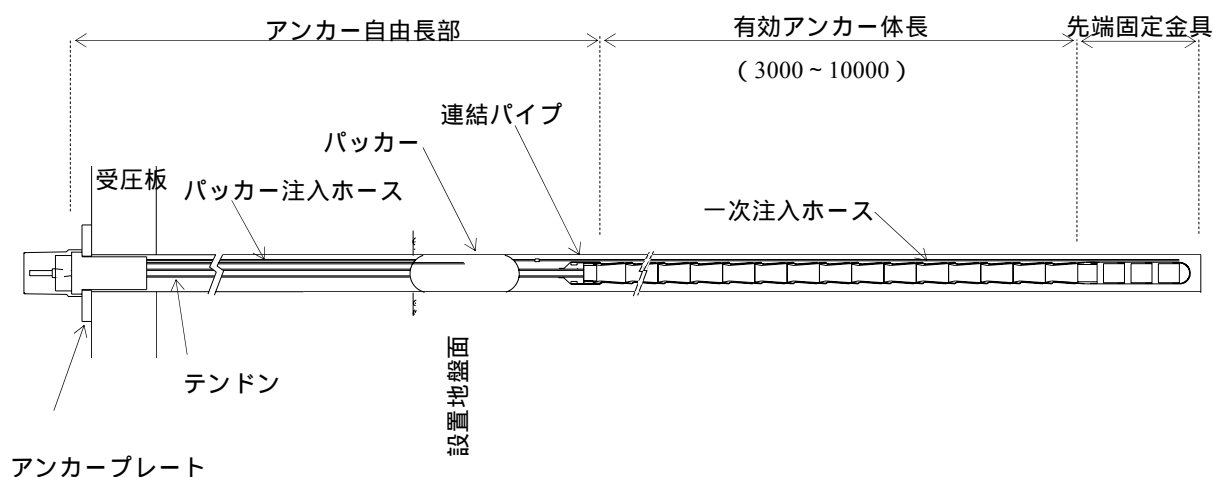 アンカー自由長部
有効アンカー体長
先端固定金具
（3000～10000）
連結パイプ
パッカー
受圧板
パッカー注入ホース
一次注入ホース
テンドン
設置地盤面
アンカープレート